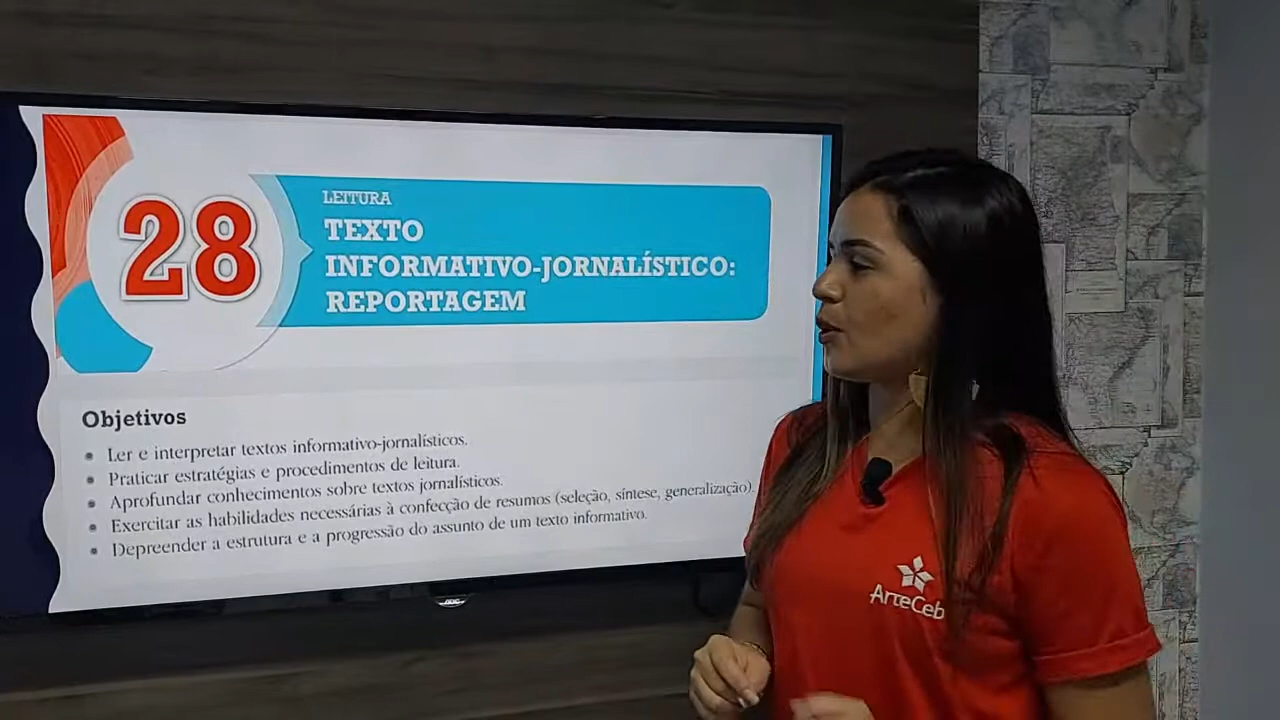 28
LEITURA
TEXTO
INFORMATIVO-JORNALÍSTICO:
REPORTAGEM
Objetivos
• Ler e interpretar textos informativo-jornalísticos.
• Praticar estratégias e procedimentos de leitura.
• Aprofundar conhecimentos sobre textos jornalísticos.
• Exercitar as habilidades necessárias à confecção de resumos (seleção, síntese, generalização).
• Depreender a estrutura e a progressão do assunto de um texto informativo.
AOC
ArteCeb